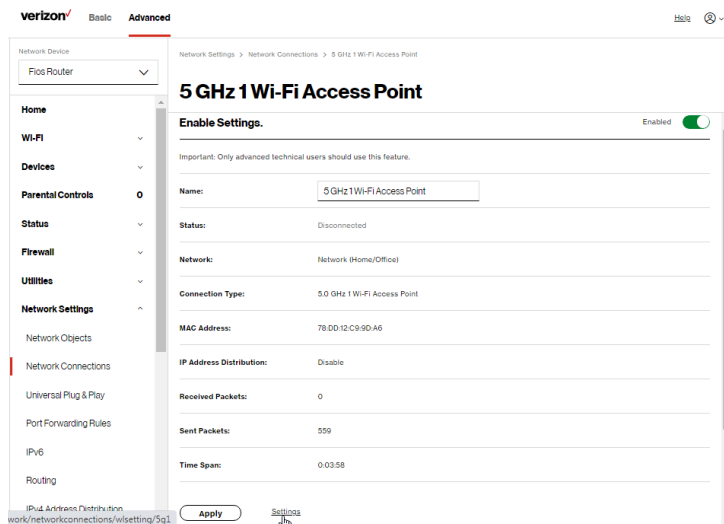 verizon Basic Advanced Help
Network Device
Fios Router
Home
Wi-Fi
Devices
Parental Controls 0
Status
Firewall
Utilities
Network Settings
Network Objects
Network Connections
Universal Plug & Play
Port Forwarding Rules
IPv6
Routing
IPv4 Address Distribution
work/networkconnections/wlsetting/5g1
Network Settings > Network Connections > 5 GHz 1 Wi-Fi Access Point
5 GHz 1 Wi-Fi Access Point
Enable Settings. Enabled
Important: Only advanced technical users should use this feature.
Name: 5 GHz 1 Wi-Fi Access Point
Status: Disconnected
Network: Network (Home/Office)
Connection Type: 5.0 GHz 1 Wi-Fi Access Point
MAC Address: 78:DD:12:C9:9D:A6
IP Address Distribution: Disable
Received Packets: 0
Sent Packets: 559
Time Span: 0:03:58
Apply Settings